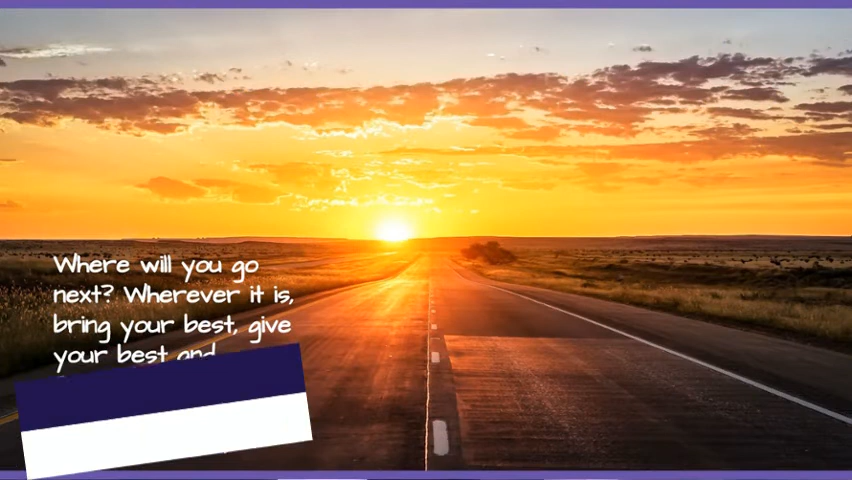 Where will you go
next? Wherever it is,
bring your best, give
your best and